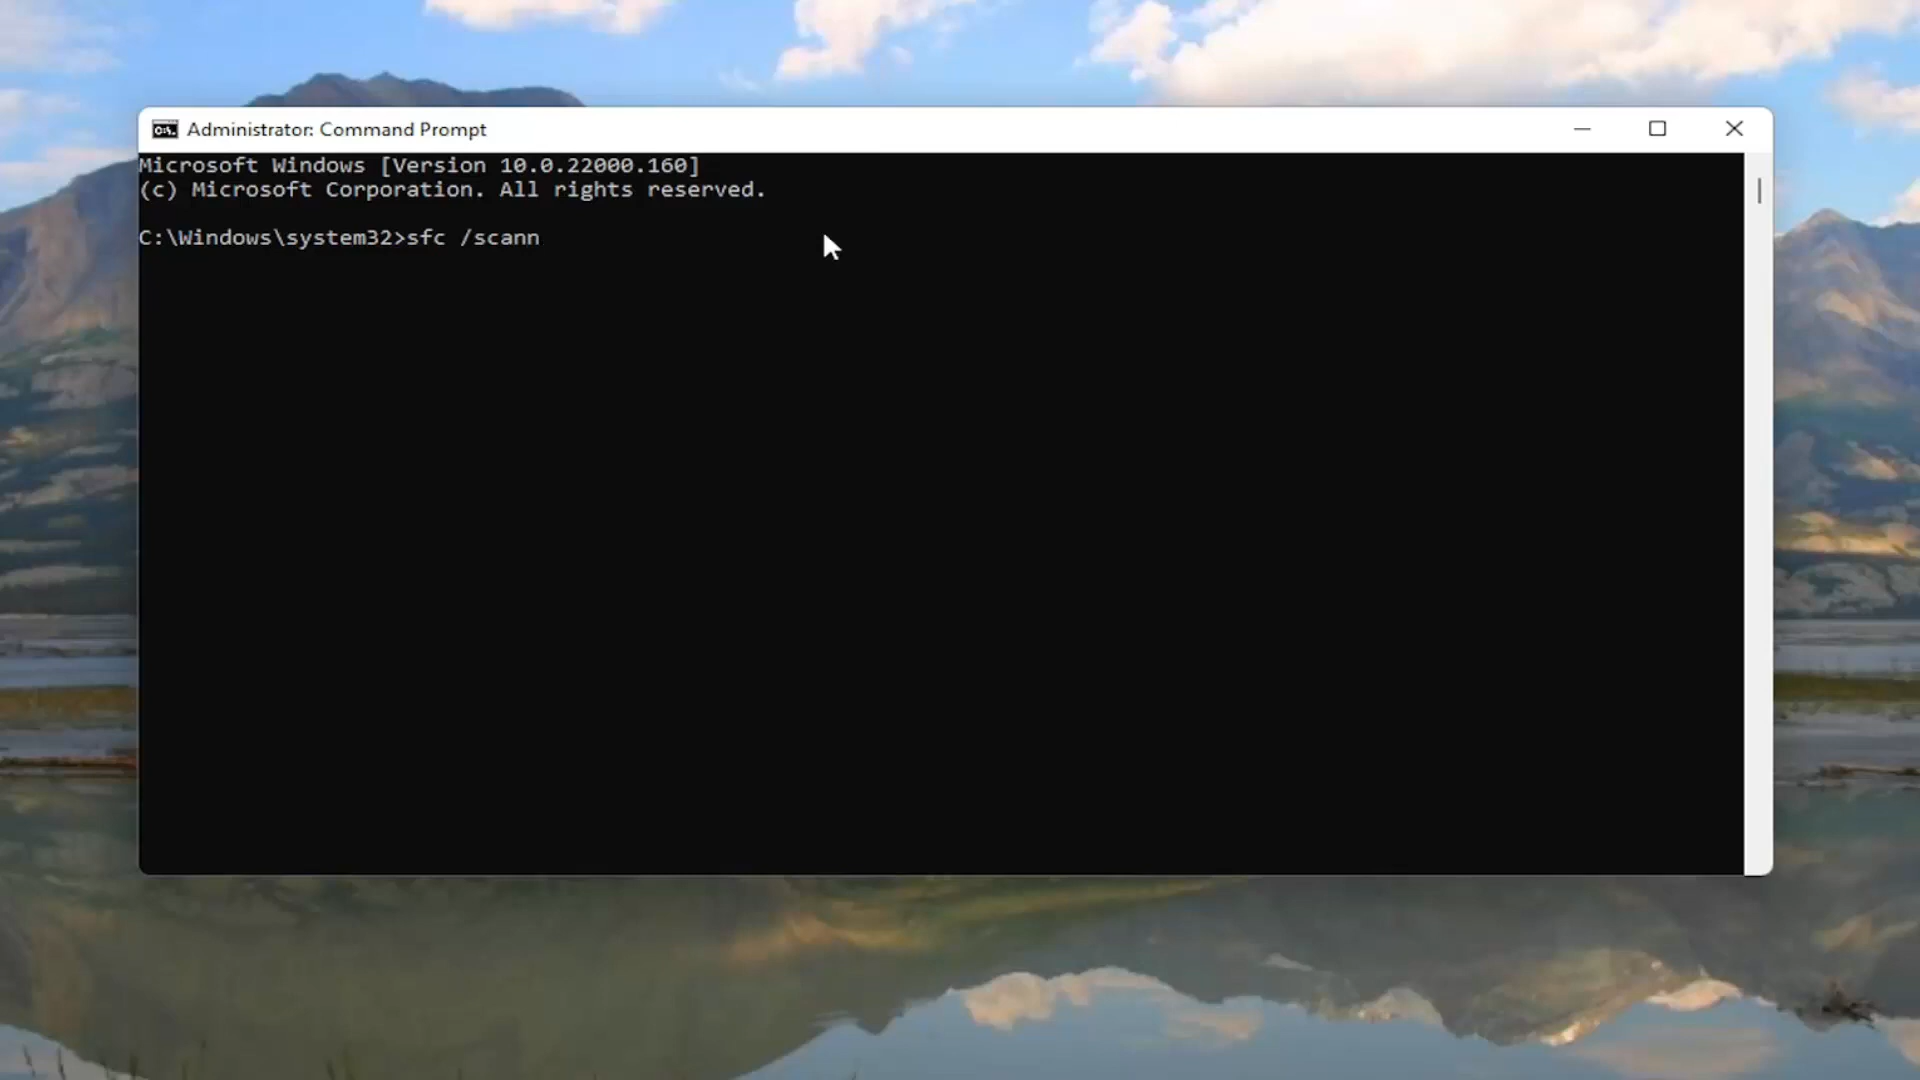 Administrator: Command Prompt
Microsoft Windows [Version 10.0.22000.160]
(c) Microsoft Corporation. All rights reserved.
C:\Windows\system32>sfc /scann